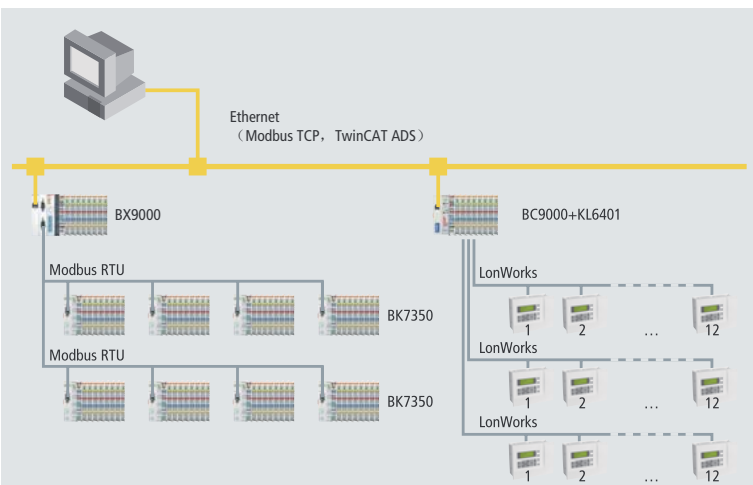 Ethernet
（Modbus TCP，TwinCAT ADS）
BX9000
BC9000+KL6401
Modbus RTU
BK7350
Modbus RTU
BK7350
LonWorks
1 2 ... 12
LonWorks
1 2 ... 12
LonWorks
1 2 ... 12